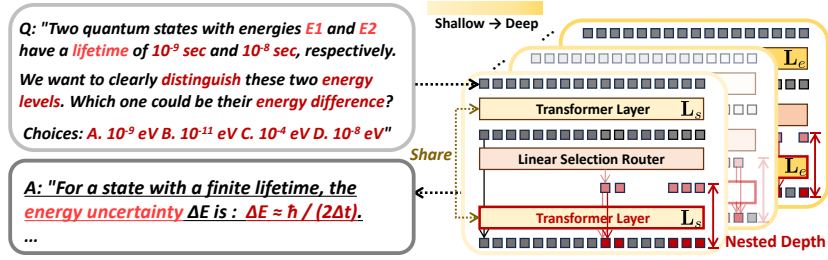 Q: "Two quantum states with energies E1 and E2
have a lifetime of 10⁻⁹ sec and 10⁻⁸ sec, respectively.
We want to clearly distinguish these two energy
levels. Which one could be their energy difference?
Choices: A. 10⁻⁹ eV B. 10⁻¹¹ eV C. 10⁻⁴ eV D. 10⁻⁸ eV"
A: "For a state with a finite lifetime, the
energy uncertainty ΔE is : ΔE ≈ ħ / (2Δt).
...
Shallow → Deep
...
Transformer Layer Lₛ
Share
Linear Selection Router
Transformer Layer Lₛ
Nested Depth
Lₑ
Lₑ